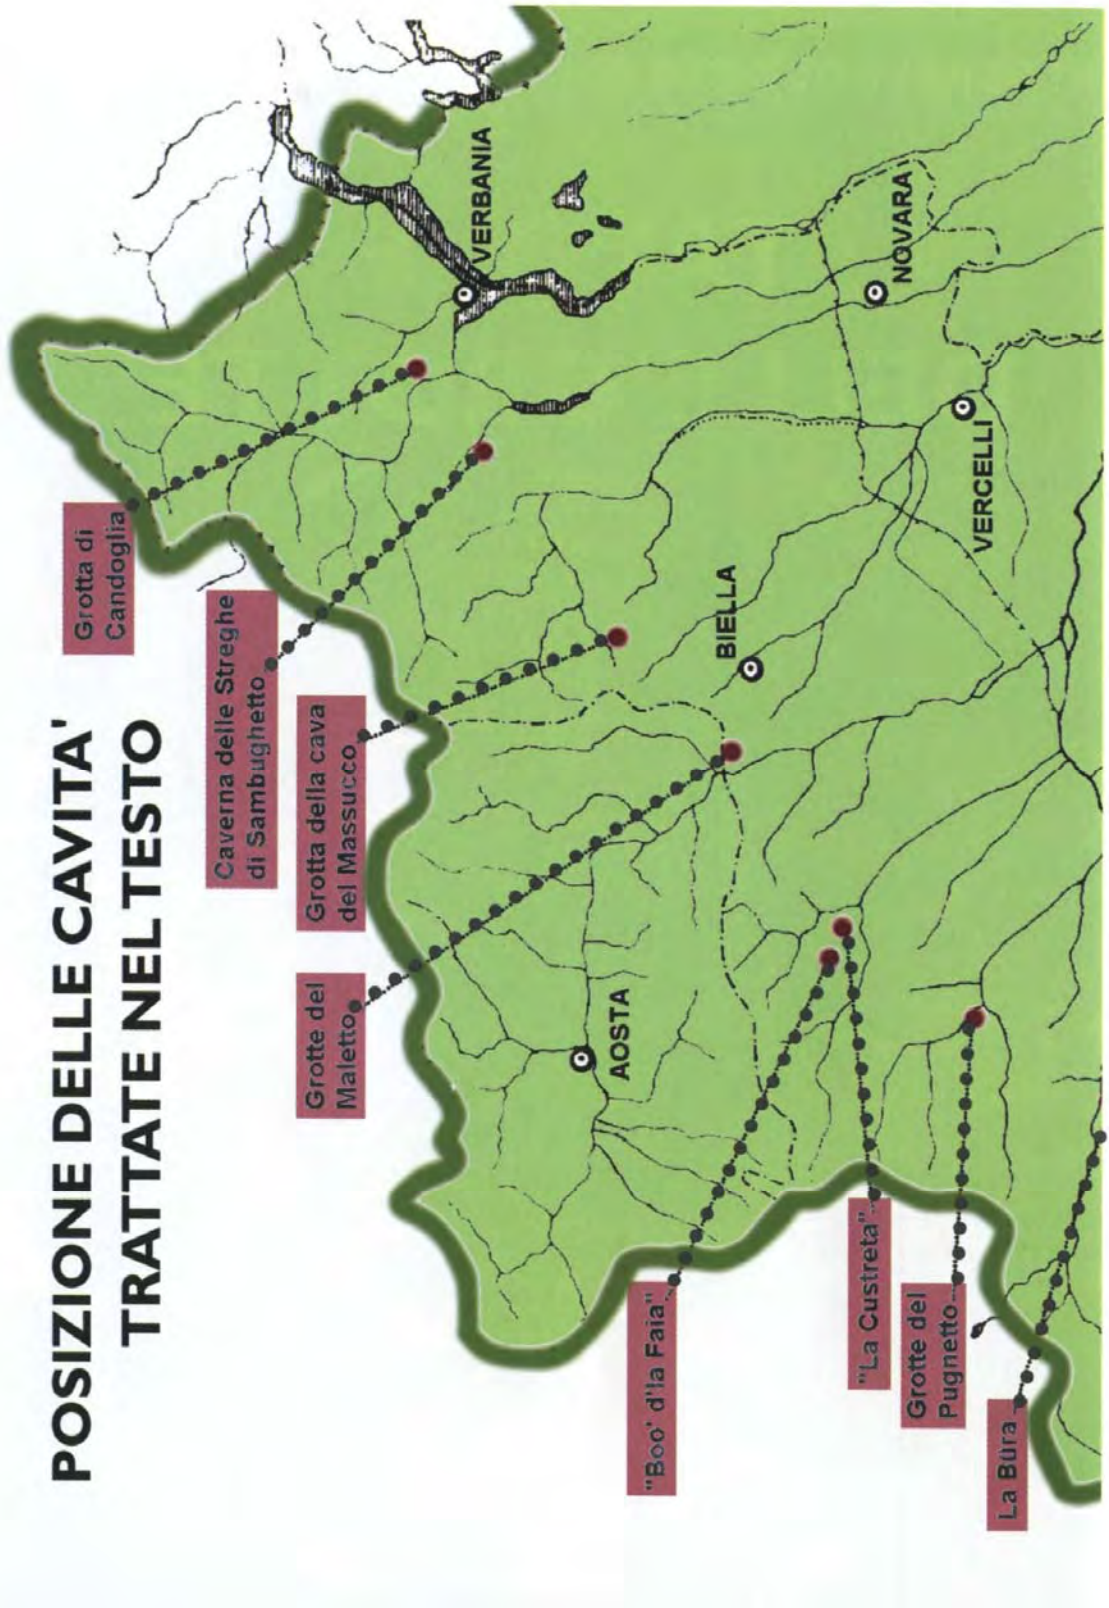 POSIZIONE DELLE CAVITA'
TRATTATE NEL TESTO
Grotta di
Candoglia
Caverna delle Streghe
di Sambughetto
Grotta della cava
del Massucco
Grotte del
Maletto
"Boo' d'la Faia"
"La Custreta"
Grotte del
Pugnetto
La Büra
VERBANIA
NOVARA
VERCELLI
BIELLA
AOSTA